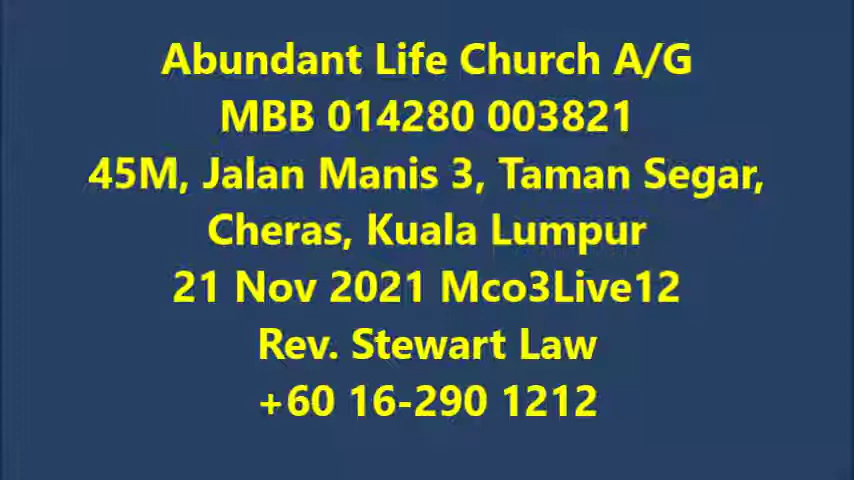 Abundant Life Church A/G
MBB 014280 003821
45M, Jalan Manis 3, Taman Segar,
Cheras, Kuala Lumpur
21 Nov 2021 Mco3Live12
Rev. Stewart Law
+60 16-290 1212